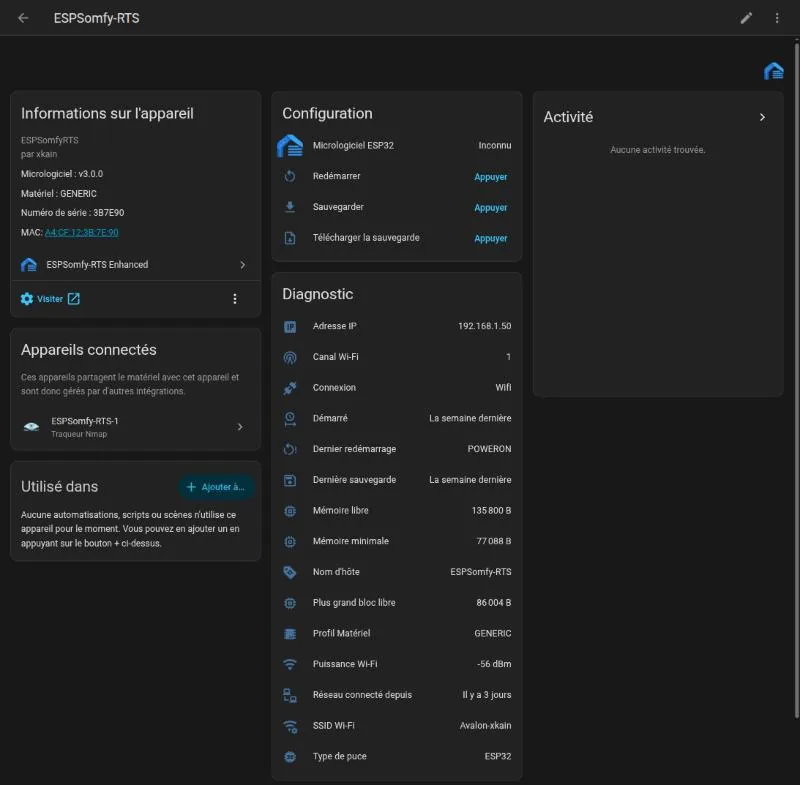 ESPSomfy-RTS
Informations sur l'appareil
ESPSomfyRTS
par xkain
Micrologiciel : v3.0.0
Matériel : GENERIC
Numéro de série : 3B7E90
MAC: A4:CF:12:3B:7E:90
ESPSomfy-RTS Enhanced
Visiter
Appareils connectés
Ces appareils partagent le matériel avec cet appareil et
sont donc gérés par d'autres intégrations.
ESPSomfy-RTS-1
Traqueur Nmap
Utilisé dans
Ajouter à...
Aucune automatisations, scripts ou scènes n'utilise ce
appareil pour le moment. Vous pouvez en ajouter un en
appuyant sur le bouton + ci-dessus.
Configuration
Micrologiciel ESP32 Inconnu
Redémarrer Appuyer
Sauvegarder Appuyer
Télécharger la sauvegarde Appuyer
Diagnostic
IP Adresse IP 192.168.1.50
Canal Wi-Fi 1
Connexion Wifi
Démarré La semaine dernière
Dernier redémarrage POWERON
Dernière sauvegarde La semaine dernière
Mémoire libre 135 800 B
Mémoire minimale 77 088 B
Nom d'hôte ESPSomfy-RTS
Plus grand bloc libre 86 004 B
Profil Matériel GENERIC
Puissance Wi-Fi -56 dBm
Réseau connecté depuis Il y a 3 jours
SSID Wi-Fi Avalon-xkain
Type de puce ESP32
Activité
Aucune activité trouvée.